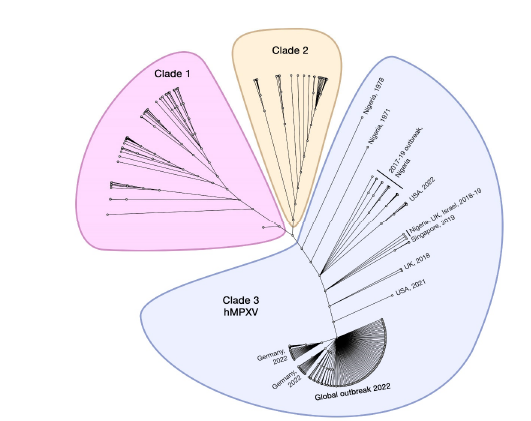 Clade 1
Clade 2
Nigeria, 1978
Nigeria, 1971
2017-19 outbreak,
Nigeria
USA, 2022
Nigeria, UK, Israel, 2018-19
Singapore, 2019
UK, 2018
USA, 2021
Clade 3
hMPXV
Germany,
2022
Germany,
2022
Global outbreak 2022